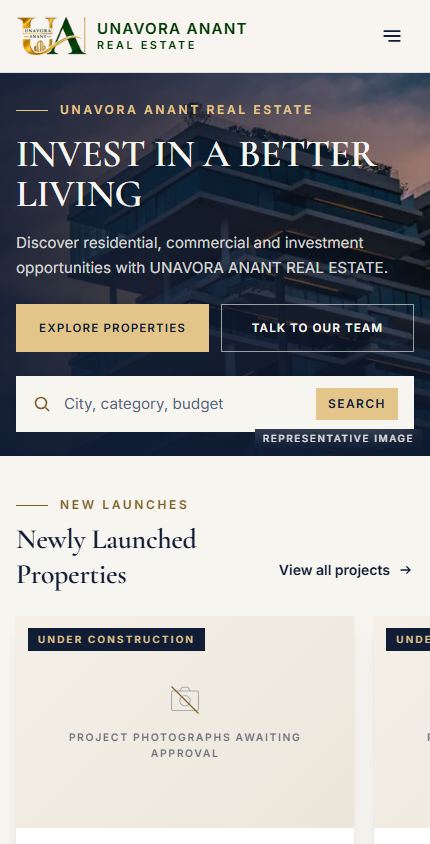 UNAVORA
ANANT
UNAVORA ANANT
REAL ESTATE
UNAVORA ANANT REAL ESTATE
INVEST IN A BETTER
LIVING
Discover residential, commercial and investment
opportunities with UNAVORA ANANT REAL ESTATE.
EXPLORE PROPERTIES
TALK TO OUR TEAM
City, category, budget
SEARCH
REPRESENTATIVE IMAGE
NEW LAUNCHES
Newly Launched
Properties
View all projects →
UNDER CONSTRUCTION
UNDE
PROJECT PHOTOGRAPHS AWAITING
APPROVAL